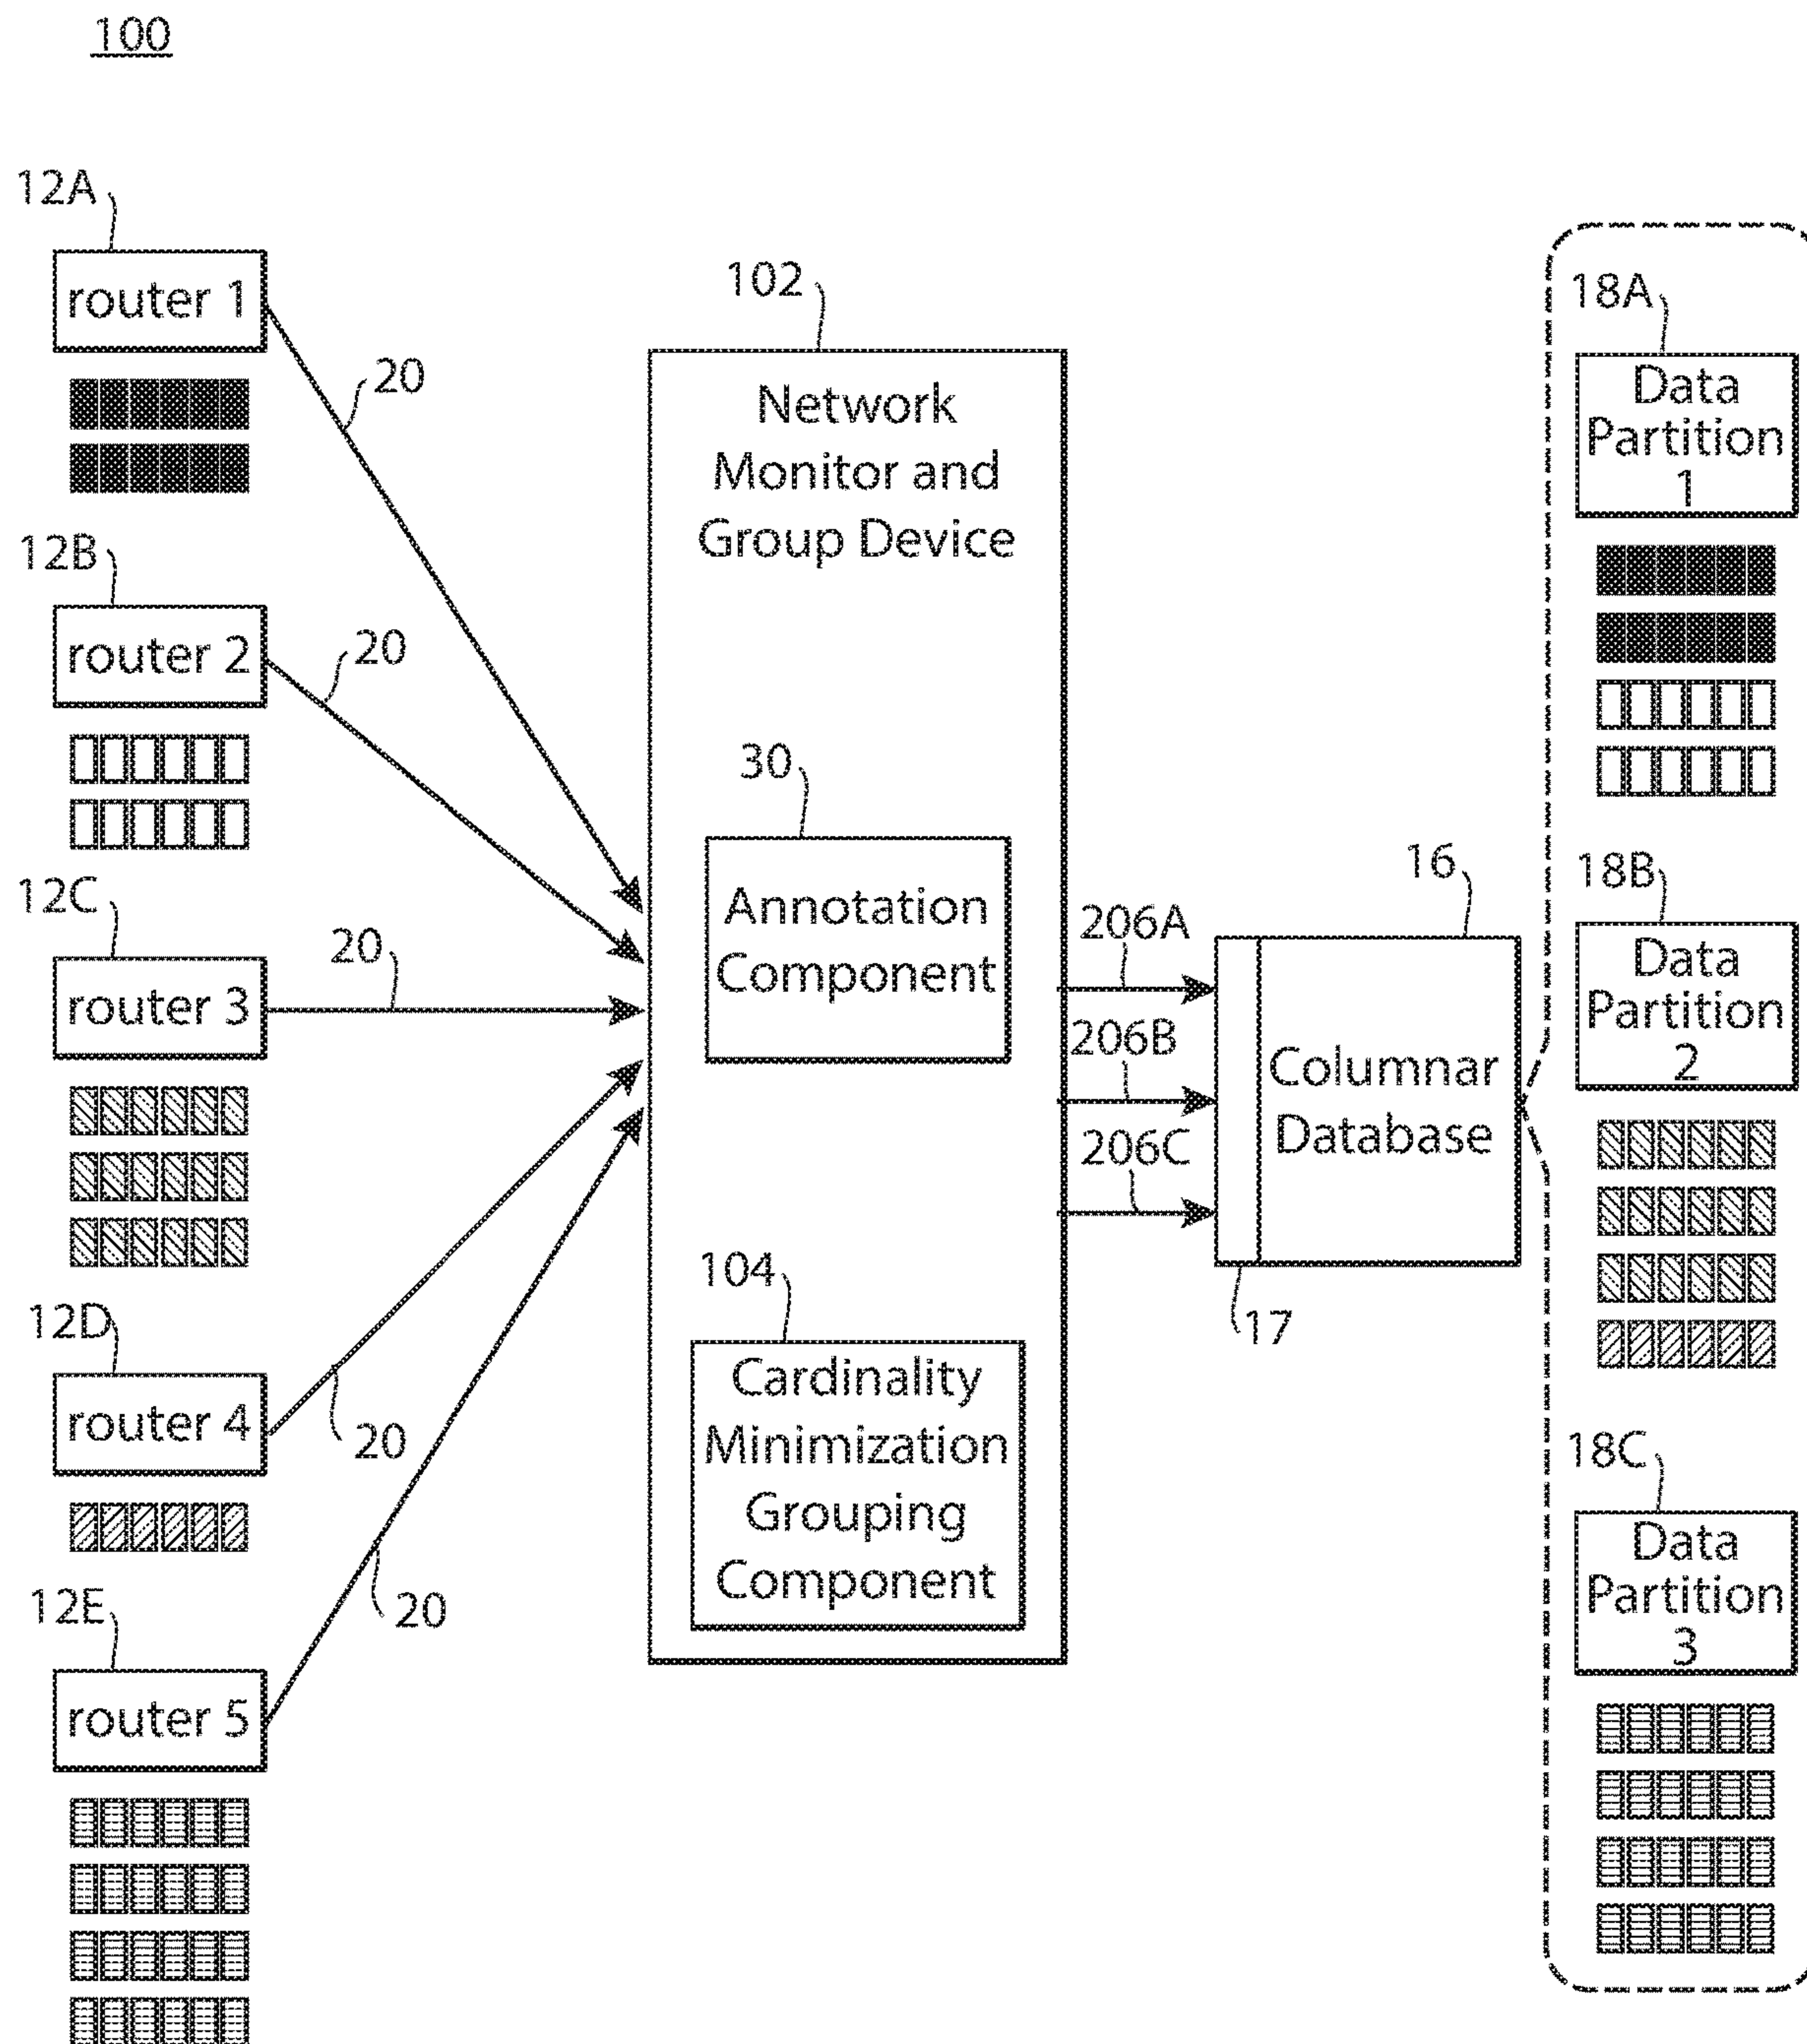 100
12A
router 1
20
12B
router 2
20
12C
router 3
20
12D
router 4
20
12E
router 5
20
102
Network
Monitor and
Group Device
30
Annotation
Component
104
Cardinality
Minimization
Grouping
Component
206A
206B
206C
16
Columnar
Database
17
18A
Data
Partition
1
18B
Data
Partition
2
18C
Data
Partition
3